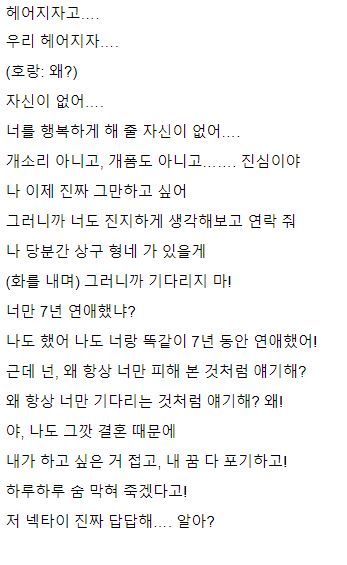 헤어지자고….
우리 헤어지자….
(호랑: 왜?)
자신이 없어….
너를 행복하게 해 줄 자신이 없어….
개소리 아니고, 개폼도 아니고……. 진심이야
나 이제 진짜 그만하고 싶어
그러니까 너도 진지하게 생각해보고 연락 줘
나 당분간 상구 형네 가 있을게
(화를 내며) 그러니까 기다리지 마!
너만 7년 연애했냐?
나도 했어 나도 너랑 똑같이 7년 동안 연애했어!
근데 넌, 왜 항상 너만 피해 본 것처럼 얘기해?
왜 항상 너만 기다리는 것처럼 얘기해? 왜!
야, 나도 그깟 결혼 때문에
내가 하고 싶은 거 접고, 내 꿈 다 포기하고!
하루하루 숨 막혀 죽겠다고!
저 넥타이 진짜 답답해…. 알아?